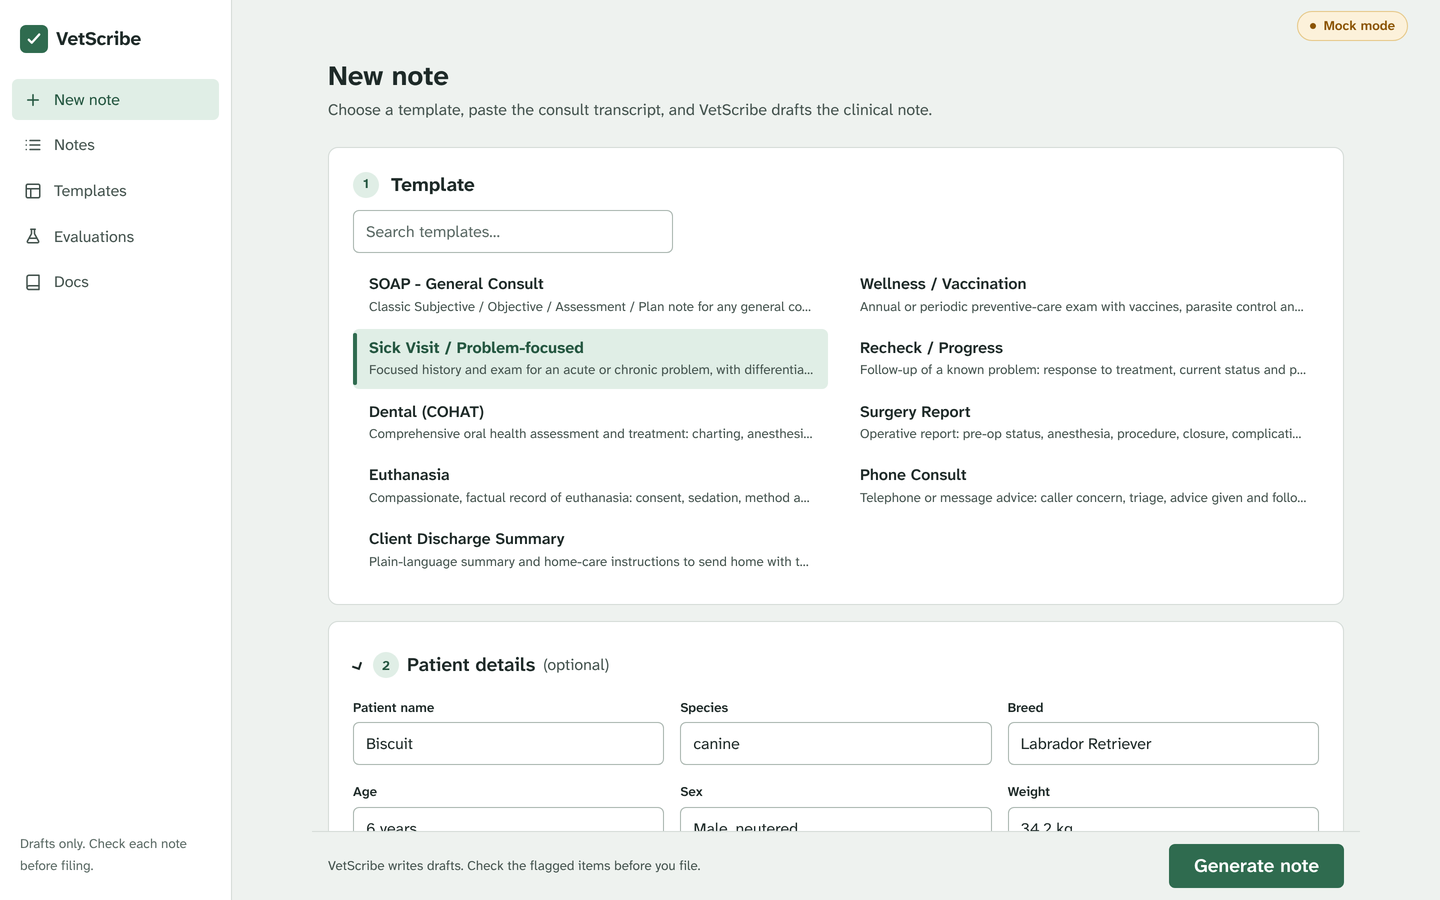 VetScribe
New note
Notes
Templates
Evaluations
Docs
Drafts only. Check each note
before filing.
Mock mode
New note
Choose a template, paste the consult transcript, and VetScribe drafts the clinical note.
1 Template
Search templates...
SOAP - General Consult
Classic Subjective / Objective / Assessment / Plan note for any general co...
Wellness / Vaccination
Annual or periodic preventive-care exam with vaccines, parasite control an...
Sick Visit / Problem-focused
Focused history and exam for an acute or chronic problem, with differentia...
Recheck / Progress
Follow-up of a known problem: response to treatment, current status and p...
Dental (COHAT)
Comprehensive oral health assessment and treatment: charting, anesthesi...
Surgery Report
Operative report: pre-op status, anesthesia, procedure, closure, complicati...
Euthanasia
Compassionate, factual record of euthanasia: consent, sedation, method a...
Phone Consult
Telephone or message advice: caller concern, triage, advice given and follo...
Client Discharge Summary
Plain-language summary and home-care instructions to send home with t...
2 Patient details (optional)
Patient name
Species
Breed
Biscuit
canine
Labrador Retriever
Age
Sex
Weight
6 years
Male, neutered
34.2 kg
VetScribe writes drafts. Check the flagged items before you file.
Generate note